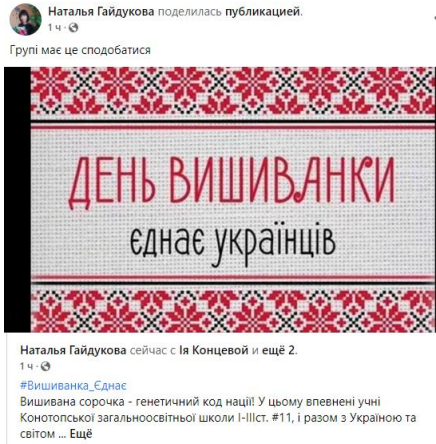 Наталья Гайдукова поделилась публикацией.
1 ч ·
Групі має це сподобатися
ДЕНЬ ВИШИВАНКИ
єднає українців
Наталья Гайдукова сейчас с Ія Концевой и ещё 2.
1 ч ·
#Вишиванка_Єднає
Вишивана сорочка - генетичний код нації! У цьому впевнені учні
Конотопської загальноосвітньої школи І-ІІІст. #11, і разом з Україною та
світом ... Ещё